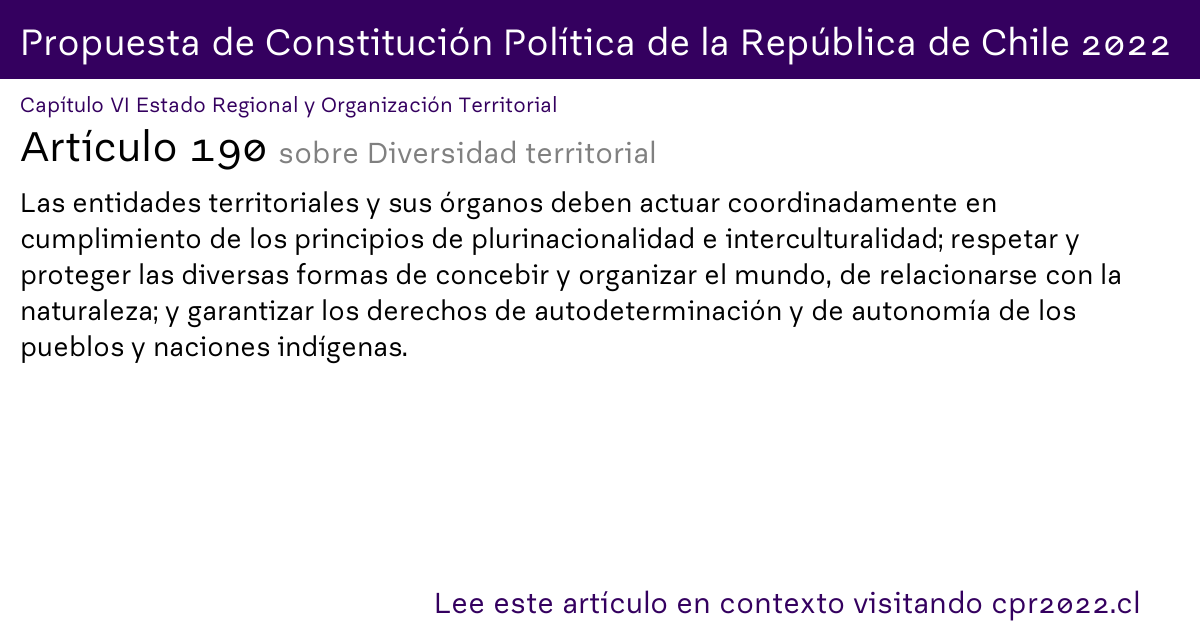 Propuesta de Constitución Política de la República de Chile 2022
Capítulo VI Estado Regional y Organización Territorial
Artículo 190 sobre Diversidad territorial
Las entidades territoriales y sus órganos deben actuar coordinadamente en
cumplimiento de los principios de plurinacionalidad e interculturalidad; respetar y
proteger las diversas formas de concebir y organizar el mundo, de relacionarse con la
naturaleza; y garantizar los derechos de autodeterminación y de autonomía de los
pueblos y naciones indígenas.
Lee este artículo en contexto visitando cpr2022.cl